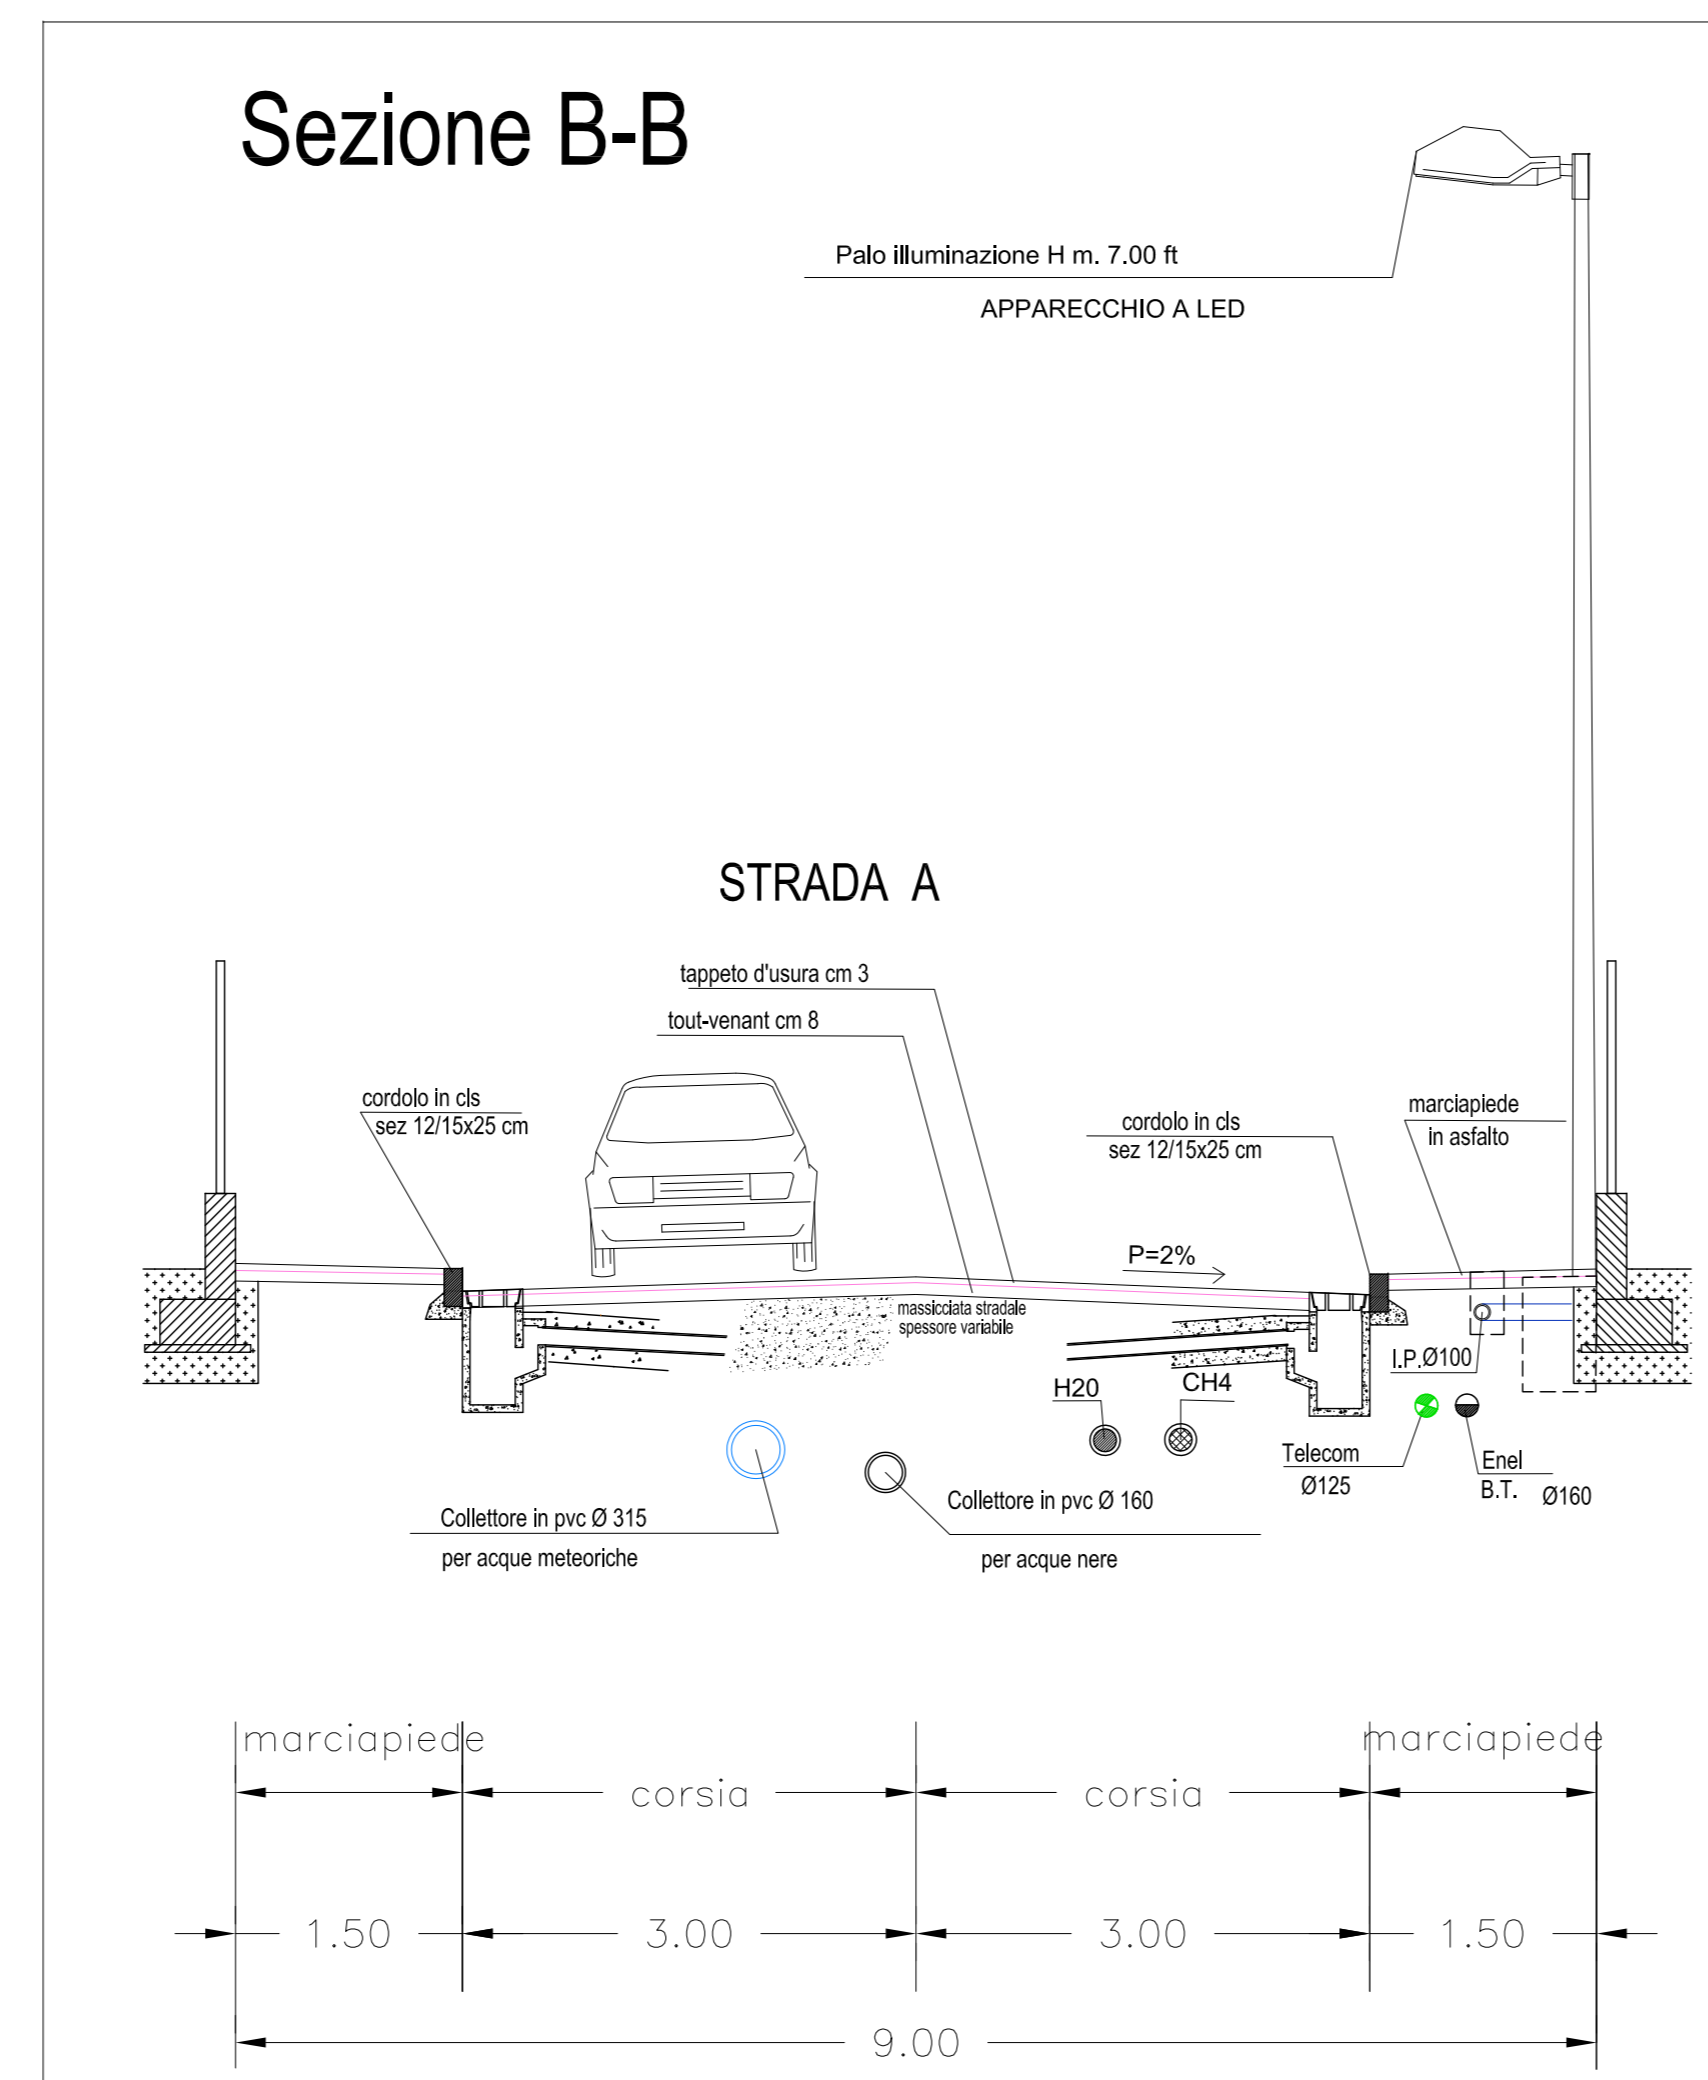 Sezione B-B
Palo illuminazione H m. 7.00 ft
APPARECCHIO A LED
STRADA A
tappeto d'usura cm 3
tout-venant cm 8
cordolo in cls
sez 12/15x25 cm
cordolo in cls
sez 12/15x25 cm
marciapiede
in asfalto
P=2%
massicciata stradale
spessore variabile
I.P.Ø100
H20
CH4
Telecom
Ø125
Enel
B.T. Ø160
Collettore in pvc Ø 315
per acque meteoriche
Collettore in pvc Ø 160
per acque nere
marciapiede
marciapiede
corsia
corsia
1.50
3.00
3.00
1.50
9.00